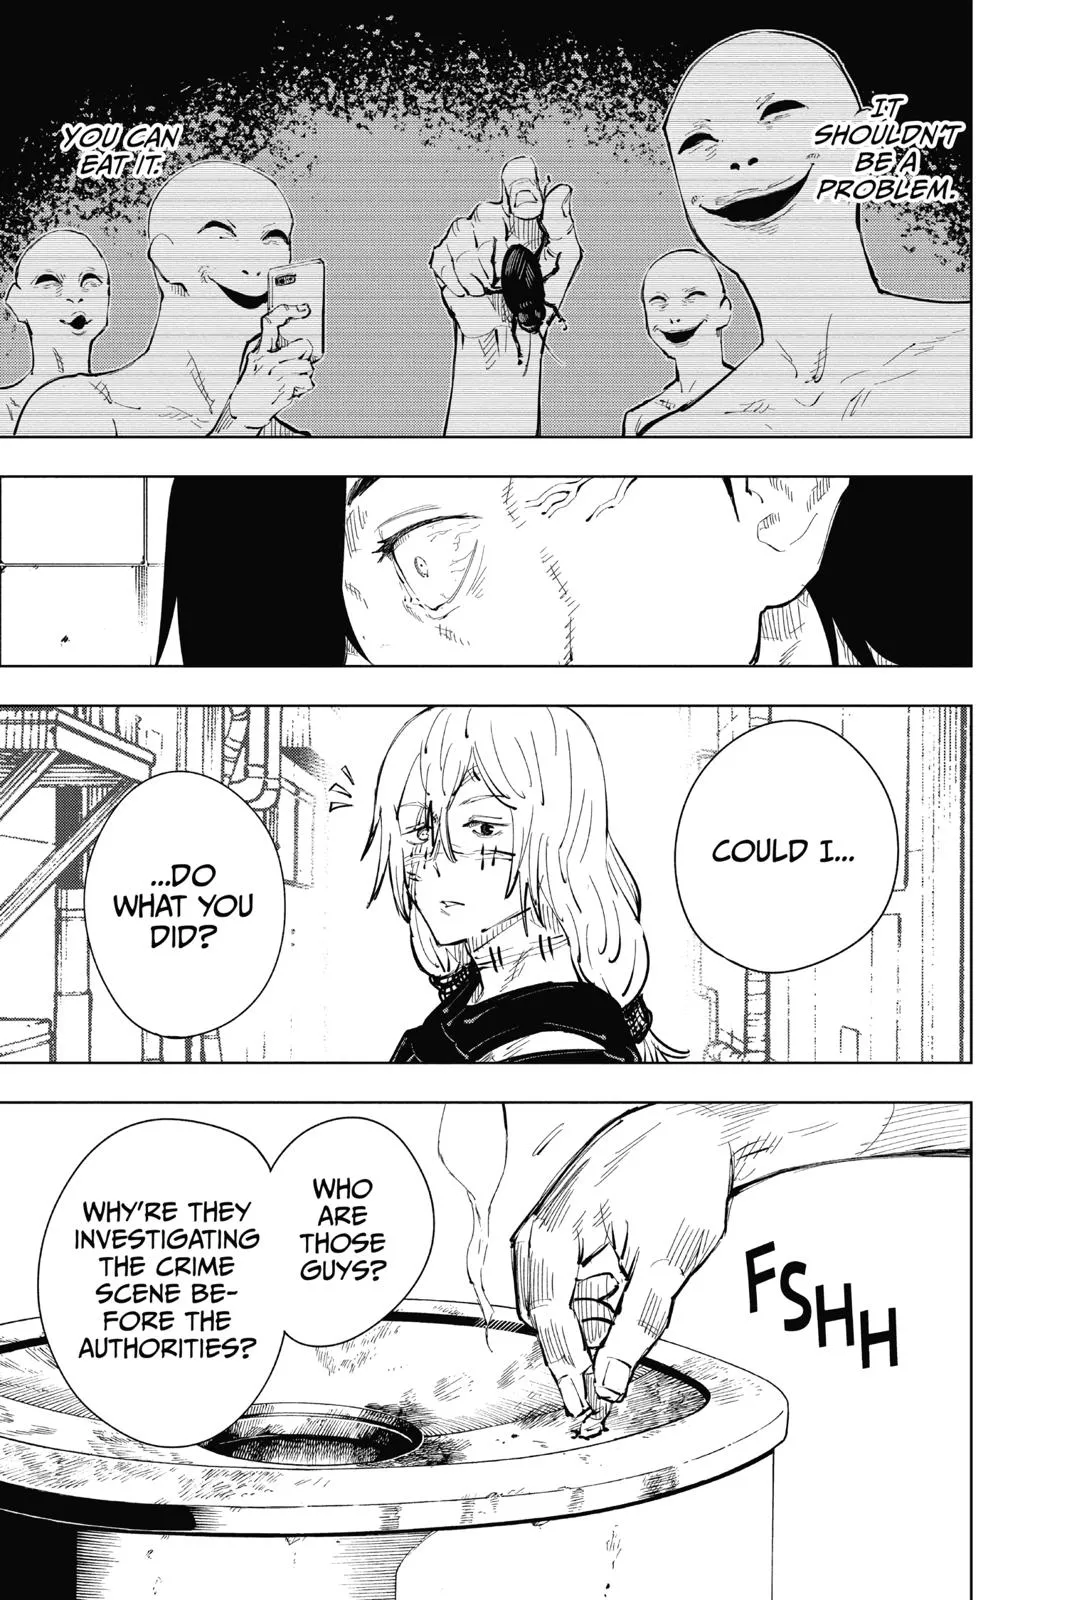 IT
SHOULDN'T
BE A
PROBLEM.
YOU CAN
EAT IT.
COULD I...
...DO
WHAT YOU
DID?
WHO
ARE
THOSE
GUYS?
WHY'RE THEY
INVESTIGATING
THE CRIME
SCENE BE-
FORE THE
AUTHORITIES?
FSHH